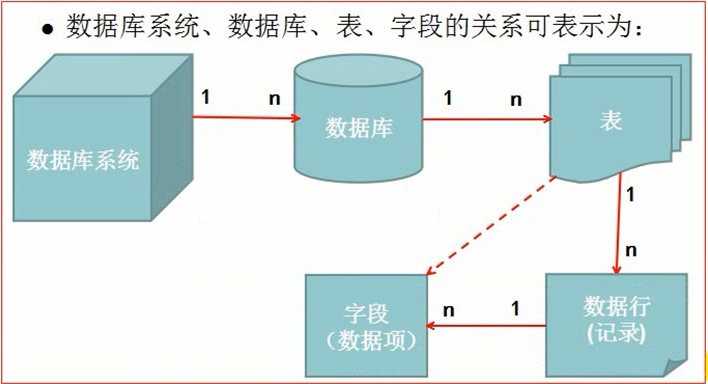 ● 数据库系统、数据库、表、字段的关系可表示为：
数据库系统
1
n
数据库
1
n
表
1
n
数据行
(记录)
1
n
字段
（数据项）